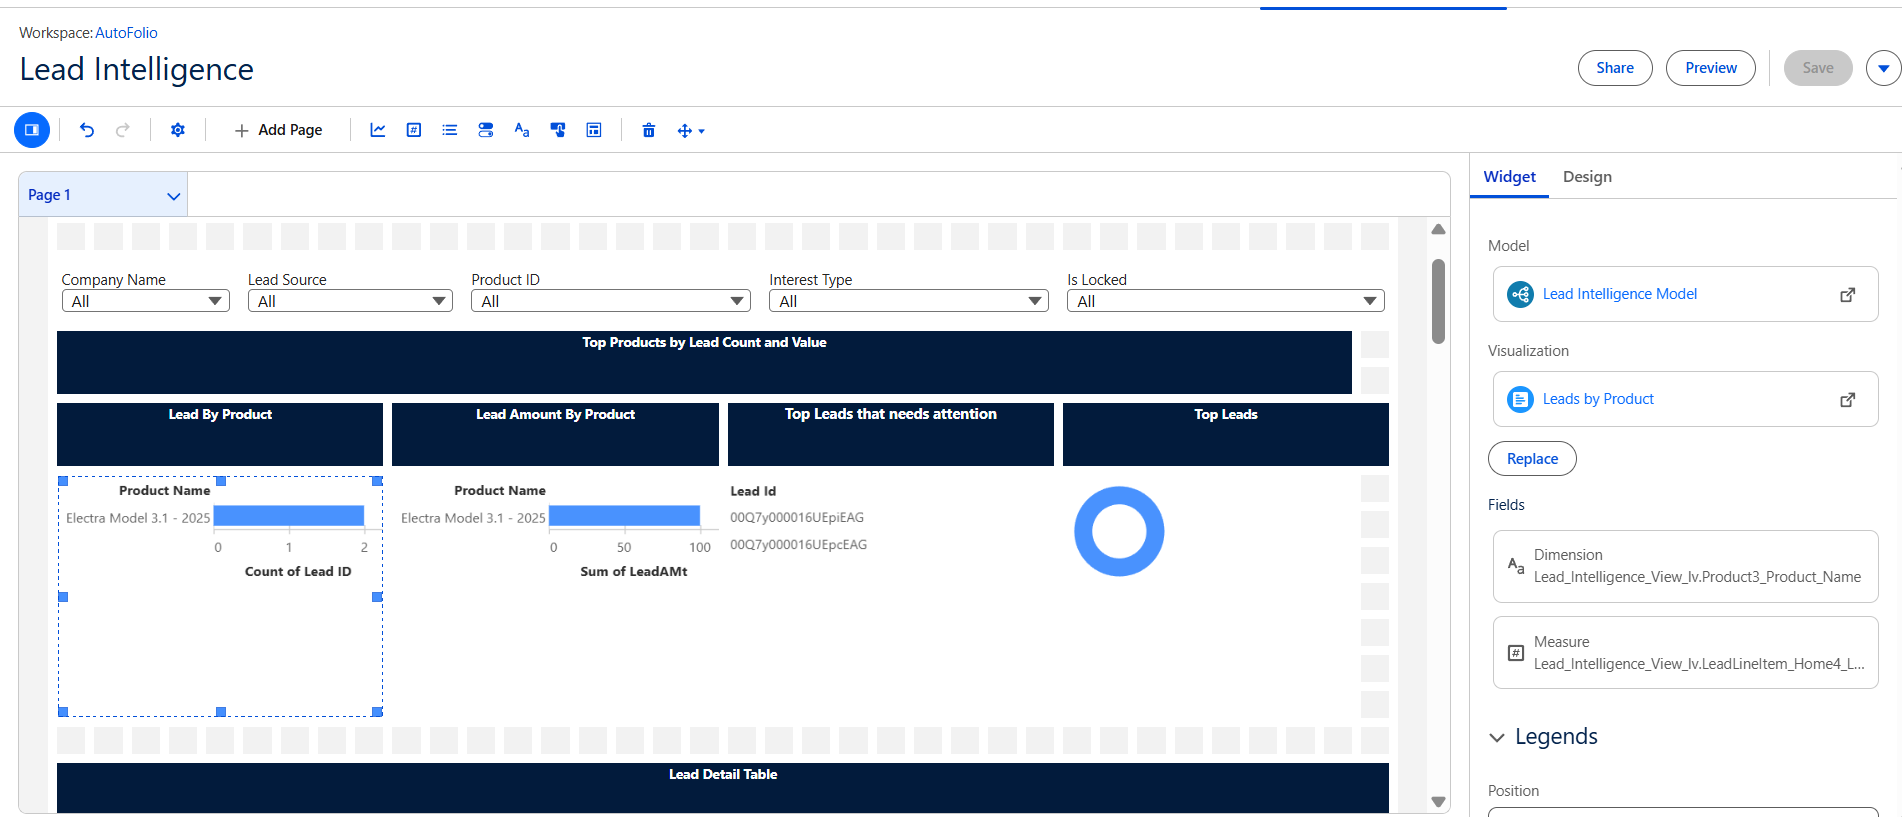 Workspace: AutoFolio
Lead Intelligence
Share
Preview
Save
Add Page
Page 1
Widget
Design
Company Name
Lead Source
Product ID
Interest Type
Is Locked
All
All
All
All
All
Top Products by Lead Count and Value
Lead By Product
Lead Amount By Product
Top Leads that needs attention
Top Leads
Product Name
Electra Model 3.1 - 2025
0 1 2
Count of Lead ID
Product Name
Electra Model 3.1 - 2025
0 50 100
Sum of LeadAMt
Lead Id
00Q7y000016UEpiEAG
00Q7y000016UEpcEAG
Lead Detail Table
Model
Lead Intelligence Model
Visualization
Leads by Product
Replace
Fields
Dimension
Lead_Intelligence_View_lv.Product3_Product_Name
Measure
Lead_Intelligence_View_lv.LeadLineItem_Home4_L...
Legends
Position